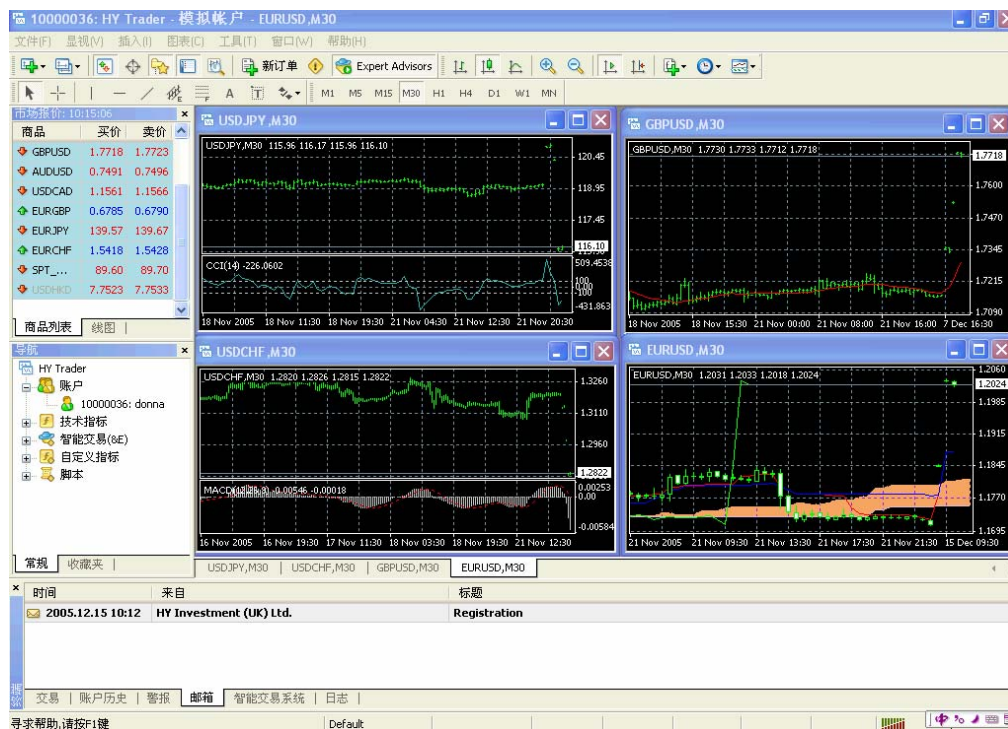 10000036: HY Trader - 模拟帐户 - EURUSD,M30
文件(F) 显视(V) 插入(I) 图表(C) 工具(T) 窗口(W) 帮助(H)
新订单 Expert Advisors
A T M1 M5 M15 M30 H1 H4 D1 W1 MN
市场报价: 10:15:06
商品 买价 卖价
GBPUSD 1.7718 1.7723
AUDUSD 0.7491 0.7496
USDCAD 1.1561 1.1566
EURGBP 0.6785 0.6790
EURJPY 139.57 139.67
EURCHF 1.5418 1.5428
SPT_... 89.60 89.70
USDHKD 7.7523 7.7533
商品列表 线图
导航
HY Trader
账户
10000036: donna
技术指标
智能交易(&E)
自定义指标
脚本
常规 收藏夹
USDJPY,M30
USDJPY,M30 115.96 116.17 115.96 116.10
120.45
118.95
117.45
116.10
CCI(14) -226.0602
509.4538
100
0.00
-100
-431.863
18 Nov 2005 18 Nov 11:30 18 Nov 19:30 21 Nov 04:30 21 Nov 12:30 21 Nov 20:30
GBPUSD,M30
GBPUSD,M30 1.7730 1.7733 1.7712 1.7718
1.7718
1.7600
1.7470
1.7345
1.7215
1.7090
18 Nov 2005 18 Nov 15:30 21 Nov 00:00 21 Nov 08:00 21 Nov 16:00 7 Dec 16:30
USDCHF,M30
USDCHF,M30 1.2820 1.2826 1.2815 1.2822
1.3260
1.3110
1.2960
1.2822
MACD(12,26,9) -0.00546 -0.00018
0.00253
0.00
-0.00584
16 Nov 2005 16 Nov 19:30 17 Nov 11:30 18 Nov 03:30 18 Nov 19:30 21 Nov 12:30
EURUSD,M30
EURUSD,M30 1.2031 1.2033 1.2018 1.2024
1.2060
1.2024
1.1985
1.1915
1.1845
1.1770
1.1695
21 Nov 2005 21 Nov 09:30 21 Nov 13:30 21 Nov 17:30 21 Nov 21:30 15 Dec 09:30
USDJPY,M30 USDCHF,M30 GBPUSD,M30 EURUSD,M30
时间 来自 标题
2005.12.15 10:12 HY Investment (UK) Ltd. Registration
交易 账户历史 警报 邮箱 智能交易系统 日志
寻求帮助,请按F1键 Default
中